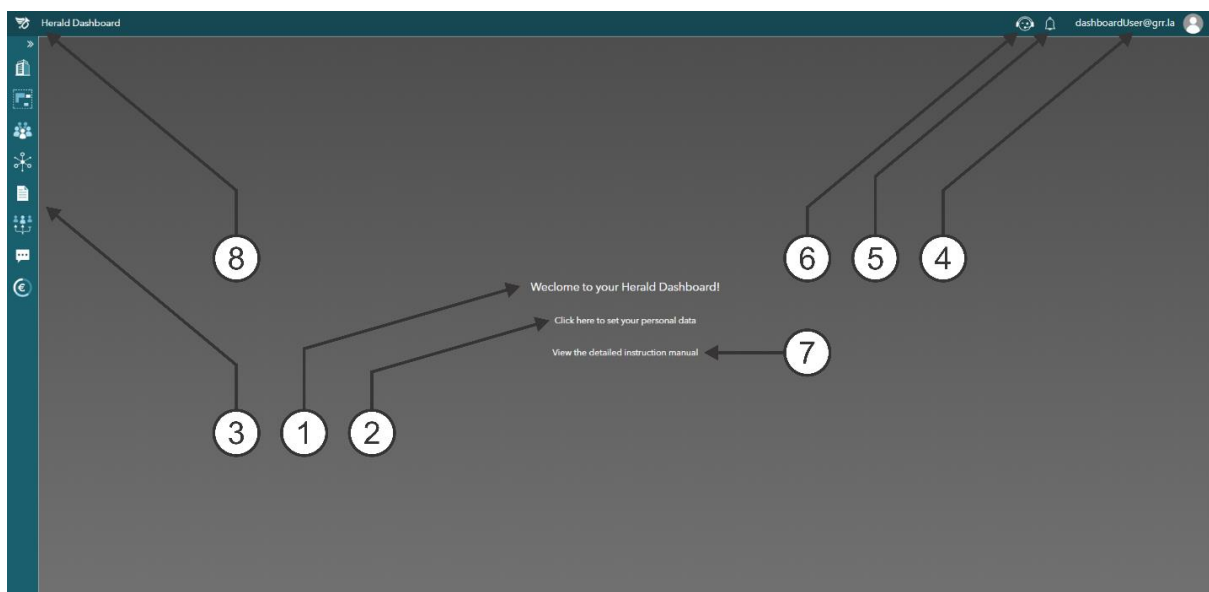 Herald Dashboard
dashboardUser@grr.la
8
6
5
4
Weclome to your Herald Dashboard!
Click here to set your personal data
View the detailed instruction manual
7
3
1
2